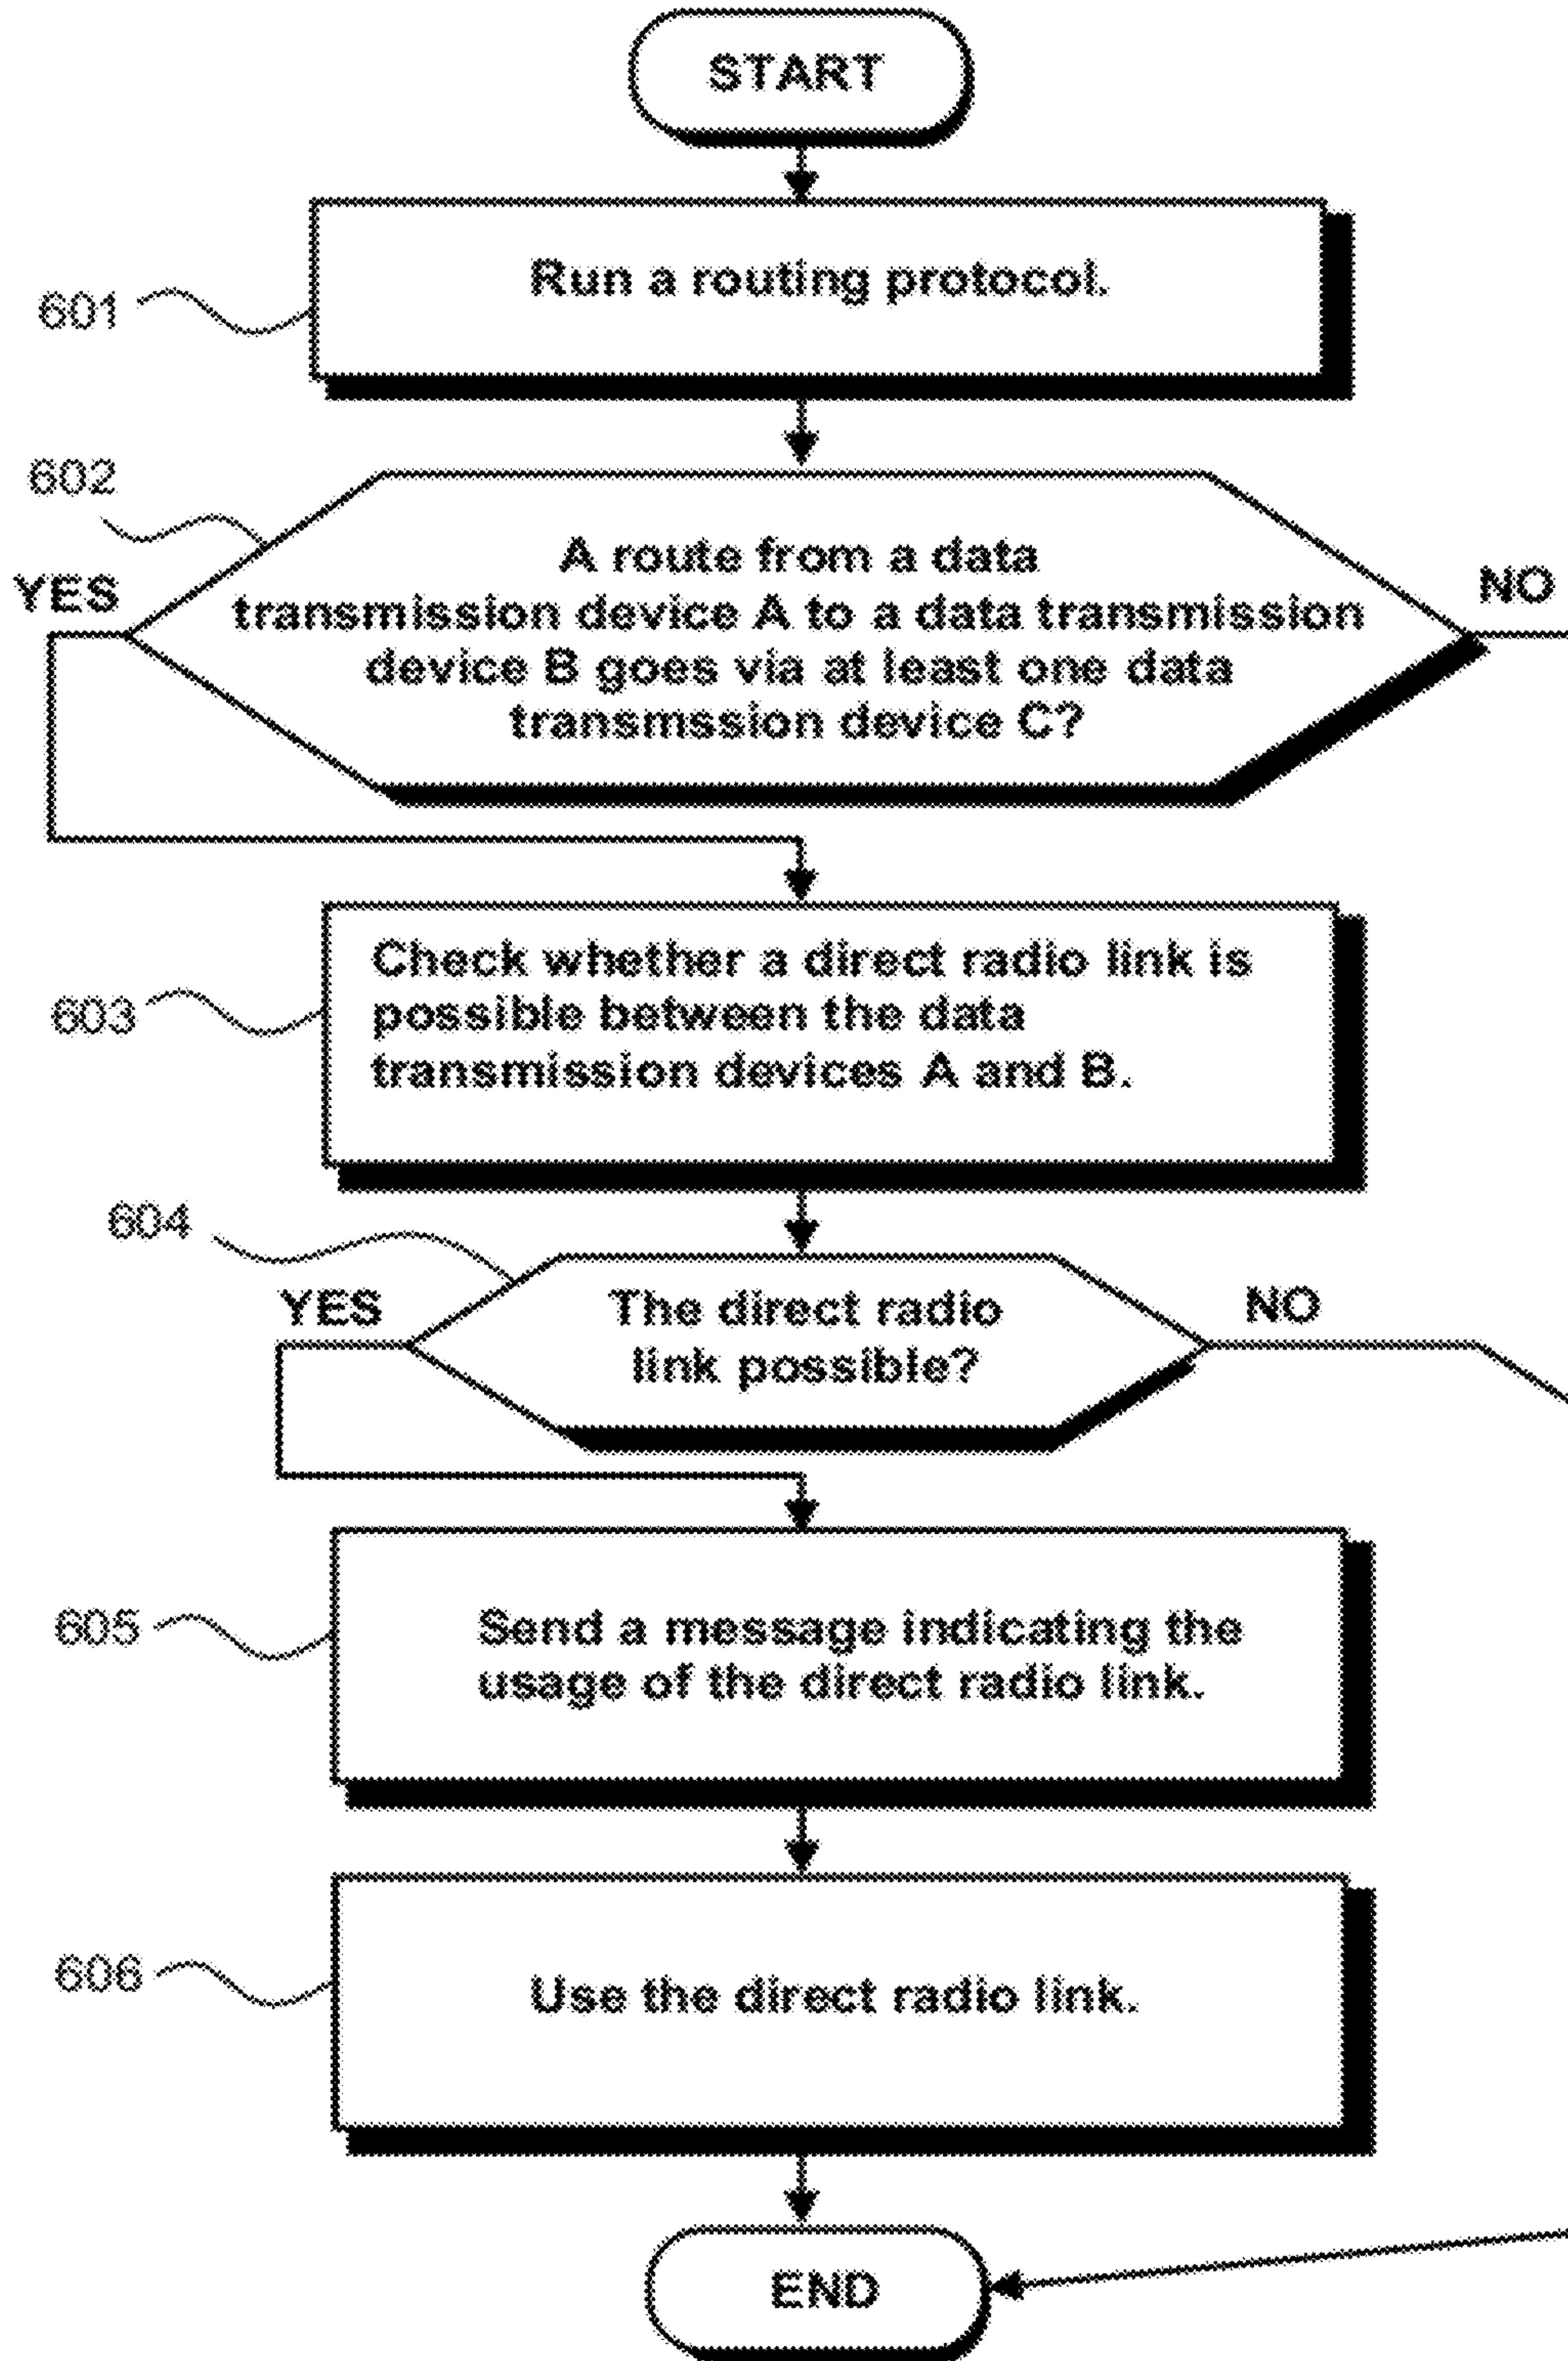 START
601
Run a routing protocol.
602
YES
NO
A route from a data
transmission device A to a data transmission
device B goes via at least one data
transmssion device C?
603
Check whether a direct radio link is
possible between the data
transmission devices A and B.
604
YES
NO
The direct radio
link possible?
605
Send a message indicating the
usage of the direct radio link.
606
Use the direct radio link.
END